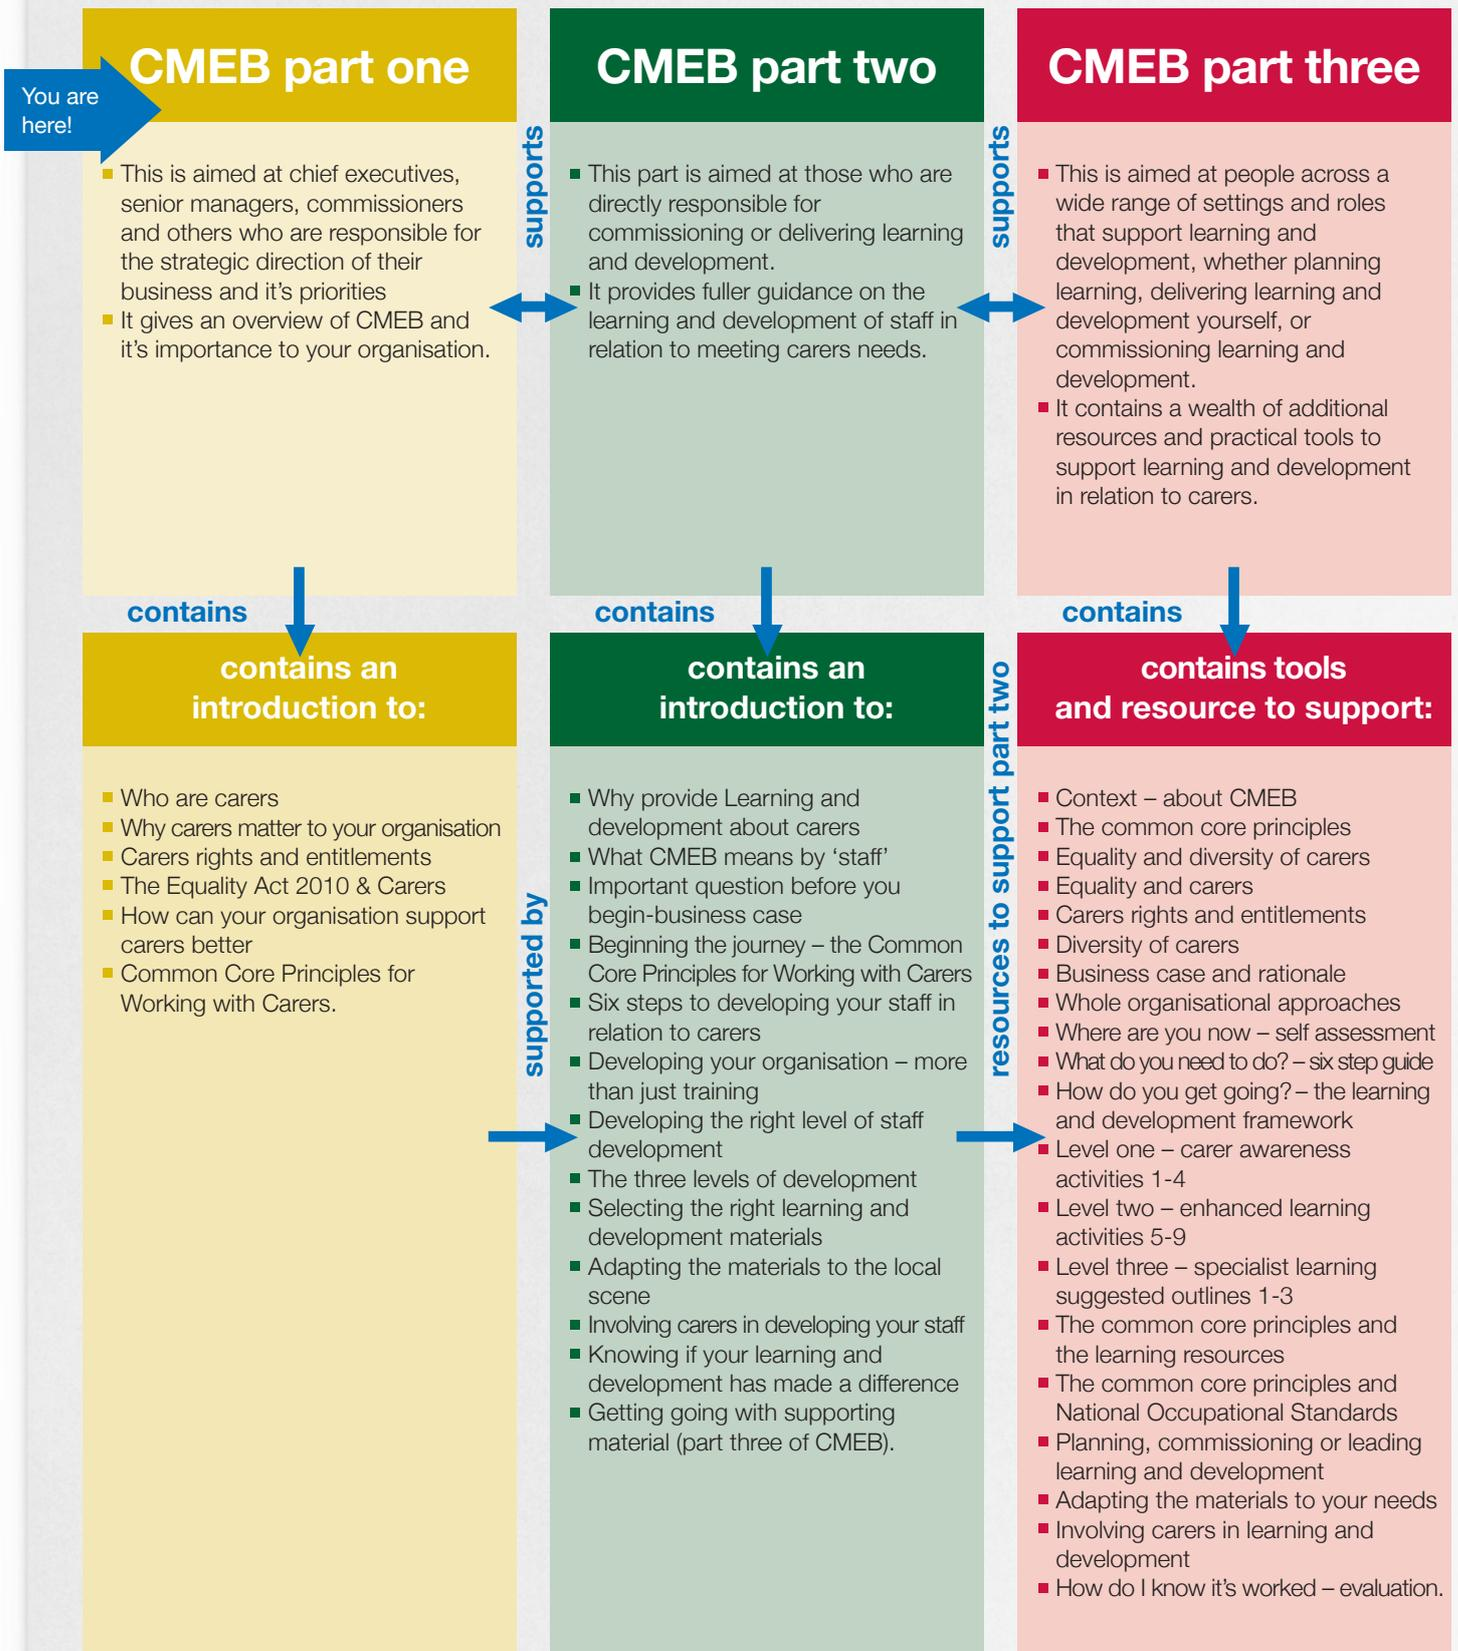 You are
here!
CMEB part one
This is aimed at chief executives,
senior managers, commissioners
and others who are responsible for
the strategic direction of their
business and it’s priorities
It gives an overview of CMEB and
it’s importance to your organisation.
supports
CMEB part two
This part is aimed at those who are
directly responsible for
commissioning or delivering learning
and development.
It provides fuller guidance on the
learning and development of staff in
relation to meeting carers needs.
supports
CMEB part three
This is aimed at people across a
wide range of settings and roles
that support learning and
development, whether planning
learning, delivering learning and
development yourself, or
commissioning learning and
development.
It contains a wealth of additional
resources and practical tools to
support learning and development
in relation to carers.
contains
contains
contains
contains an
introduction to:
Who are carers
Why carers matter to your organisation
Carers rights and entitlements
The Equality Act 2010 & Carers
How can your organisation support
carers better
Common Core Principles for
Working with Carers.
supported by
contains an
introduction to:
Why provide Learning and
development about carers
What CMEB means by ‘staff’
Important question before you
begin-business case
Beginning the journey – the Common
Core Principles for Working with Carers
Six steps to developing your staff in
relation to carers
Developing your organisation – more
than just training
Developing the right level of staff
development
The three levels of development
Selecting the right learning and
development materials
Adapting the materials to the local
scene
Involving carers in developing your staff
Knowing if your learning and
development has made a difference
Getting going with supporting
material (part three of CMEB).
resources to support part two
contains tools
and resource to support:
Context – about CMEB
The common core principles
Equality and diversity of carers
Equality and carers
Carers rights and entitlements
Diversity of carers
Business case and rationale
Whole organisational approaches
Where are you now – self assessment
What do you need to do? – six step guide
How do you get going? – the learning
and development framework
Level one – carer awareness
activities 1-4
Level two – enhanced learning
activities 5-9
Level three – specialist learning
suggested outlines 1-3
The common core principles and
the learning resources
The common core principles and
National Occupational Standards
Planning, commissioning or leading
learning and development
Adapting the materials to your needs
Involving carers in learning and
development
How do I know it’s worked – evaluation.